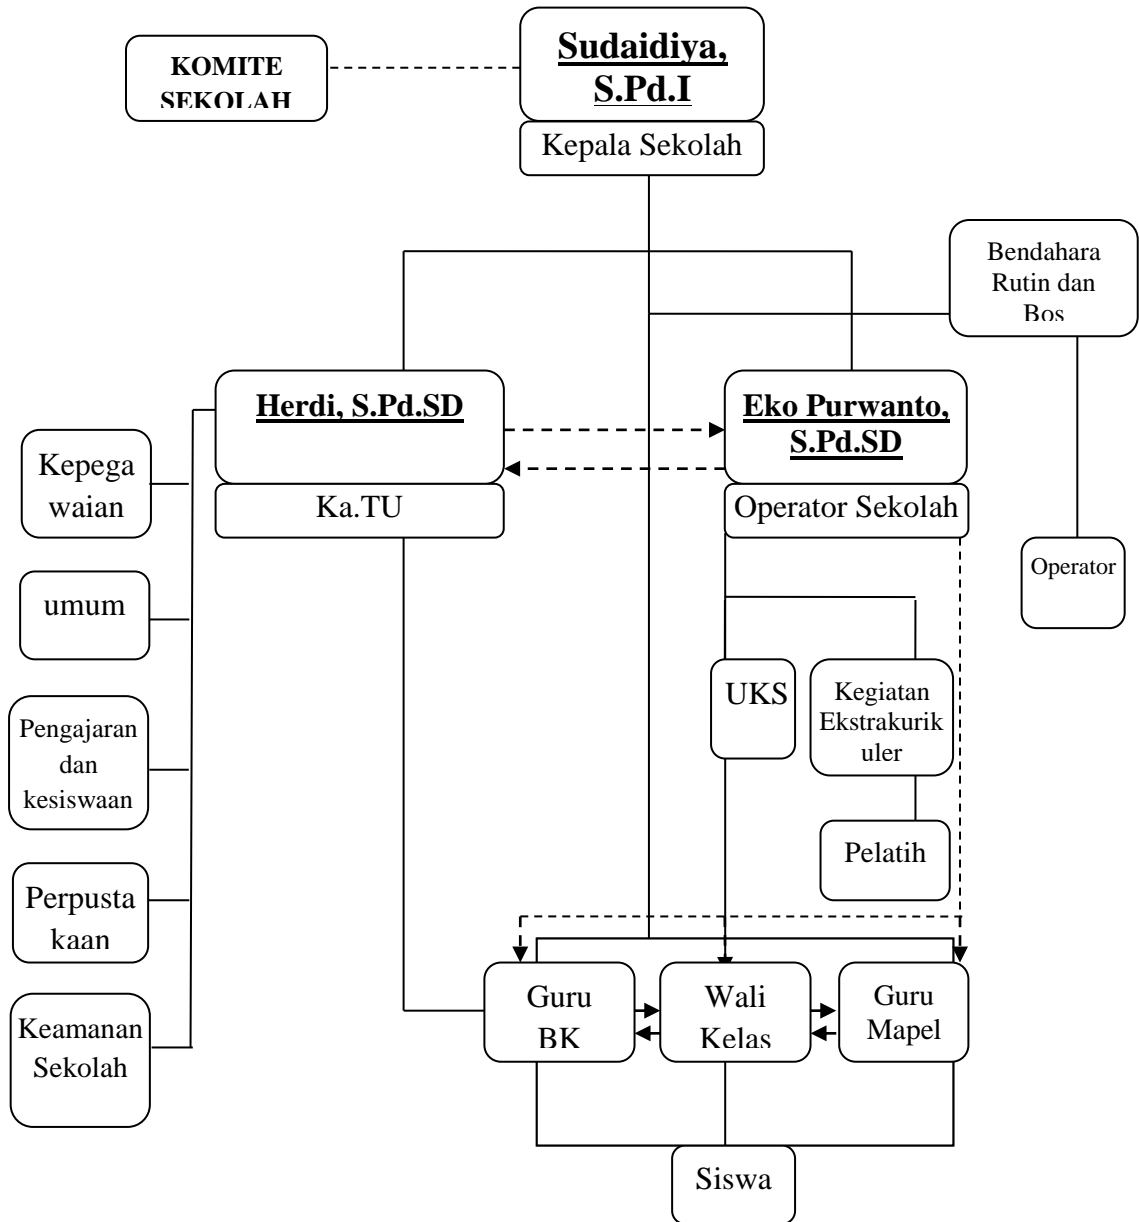 KOMITE
SEKOLAH
Sudaidiya,
S.Pd.I
Kepala Sekolah
Bendahara
Rutin dan
Bos
Herdi, S.Pd.SD
Ka.TU
Eko Purwanto,
S.Pd.SD
Operator Sekolah
Kepega
waian
Operator
umum
UKS
Kegiatan
Ekstrakurik
uler
Pengajaran
dan
kesiswaan
Pelatih
Perpusta
kaan
Keamanan
Sekolah
Guru
BK
Wali
Kelas
Guru
Mapel
Siswa